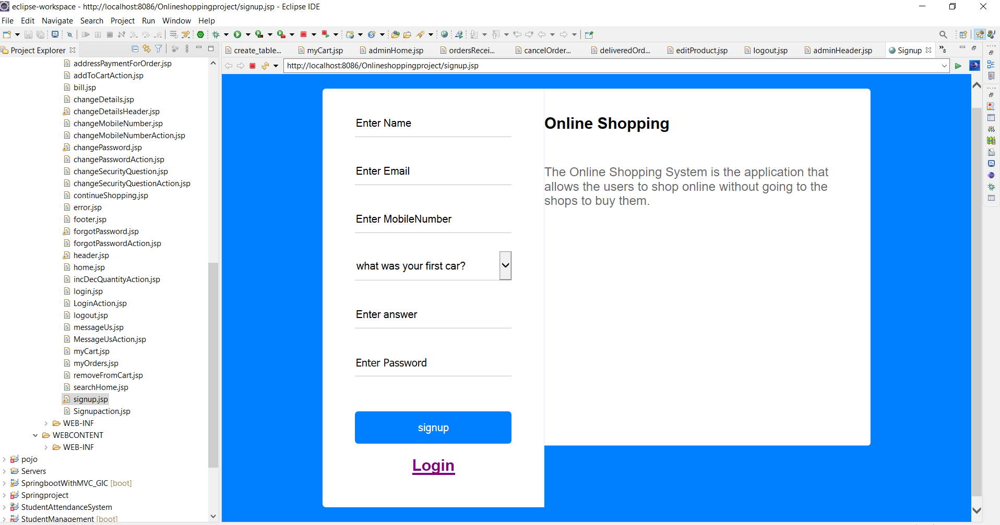 eclipse-workspace - http://localhost:8086/Onlineshoppingproject/signup.jsp - Eclipse IDE
File Edit Navigate Search Project Run Window Help
Project Explorer
create_table... myCart.jsp adminHome.jsp ordersRecei... cancelOrder... deliveredOrd... editProduct.jsp logout.jsp adminHeader.jsp Signup »8
http://localhost:8086/Onlineshoppingproject/signup.jsp
addressPaymentForOrder.jsp
addToCartAction.jsp
bill.jsp
changeDetails.jsp
changeDetailsHeader.jsp
changeMobileNumber.jsp
changeMobileNumberAction.jsp
changePassword.jsp
changePasswordAction.jsp
changeSecurityQuestion.jsp
changeSecurityQuestionAction.jsp
continueShopping.jsp
error.jsp
footer.jsp
forgotPassword.jsp
forgotPasswordAction.jsp
header.jsp
home.jsp
incDecQuantityAction.jsp
login.jsp
LoginAction.jsp
logout.jsp
messageUs.jsp
MessageUsAction.jsp
myCart.jsp
myOrders.jsp
removeFromCart.jsp
searchHome.jsp
signup.jsp
Signupaction.jsp
WEB-INF
WEBCONTENT
WEB-INF
pojo
Servers
SpringbootWithMVC_GIC [boot]
Springproject
StudentAttendanceSystem
StudentManagement [boot]
Enter Name
Enter Email
Enter MobileNumber
what was your first car?
Enter answer
Enter Password
signup
Login
Online Shopping
The Online Shopping System is the application that
allows the users to shop online without going to the
shops to buy them.